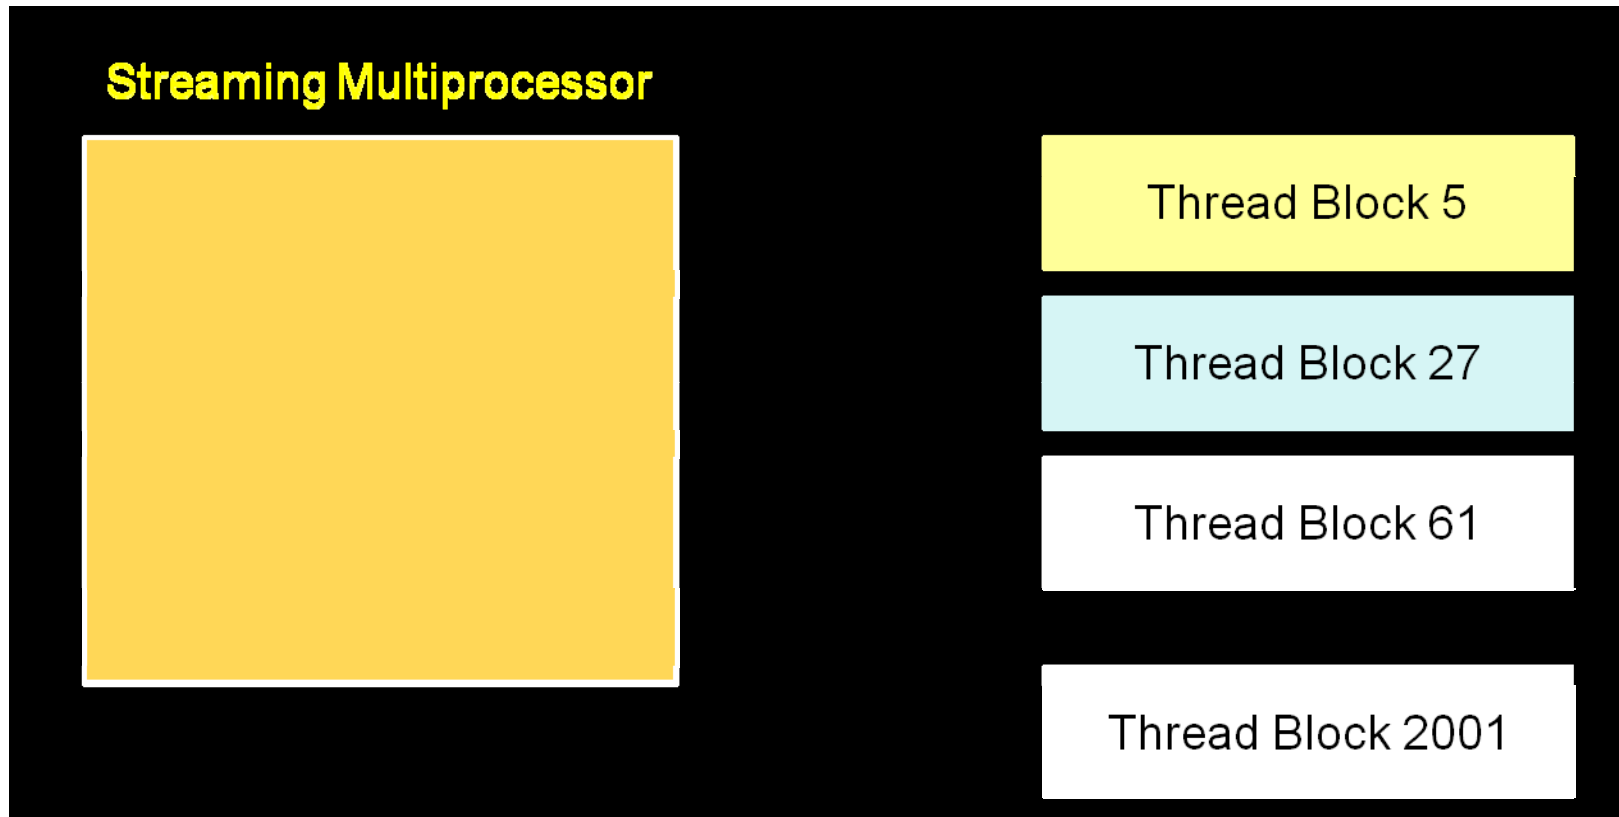 Streaming Multiprocessor
Thread Block 5
Thread Block 27
Thread Block 61
Thread Block 2001